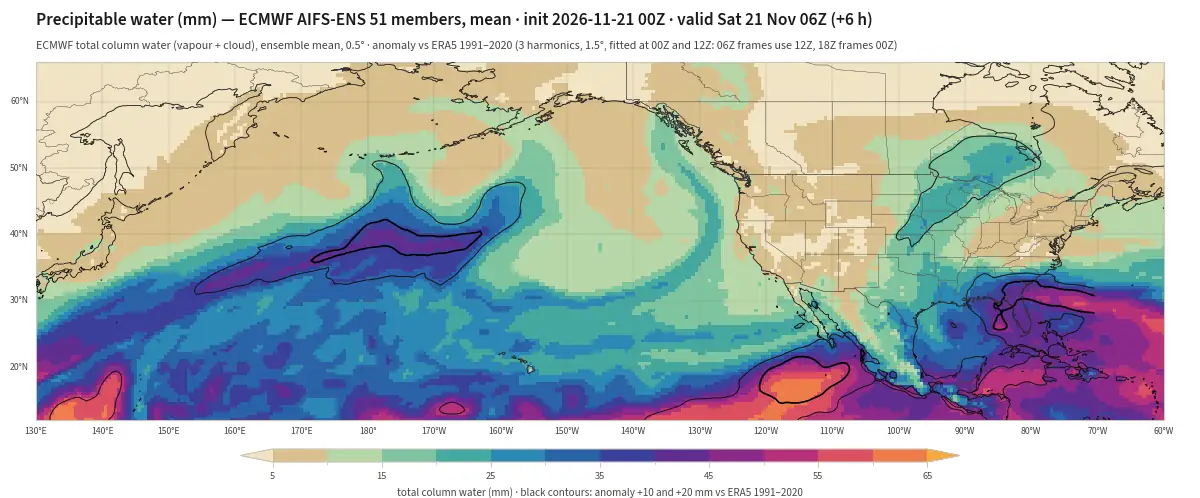 Precipitable water (mm) — ECMWF AIFS-ENS 51 members, mean · init 2026-11-21 00Z · valid Sat 21 Nov 06Z (+6 h)
ECMWF total column water (vapour + cloud), ensemble mean, 0.5° · anomaly vs ERA5 1991–2020 (3 harmonics, 1.5°, fitted at 00Z and 12Z: 06Z frames use 12Z, 18Z frames 00Z)
60°N
50°N
40°N
30°N
20°N
130°E 140°E 150°E 160°E 170°E 180° 170°W 160°W 150°W 140°W 130°W 120°W 110°W 100°W 90°W 80°W 70°W 60°W
5 15 25 35 45 55 65
total column water (mm) · black contours: anomaly +10 and +20 mm vs ERA5 1991–2020